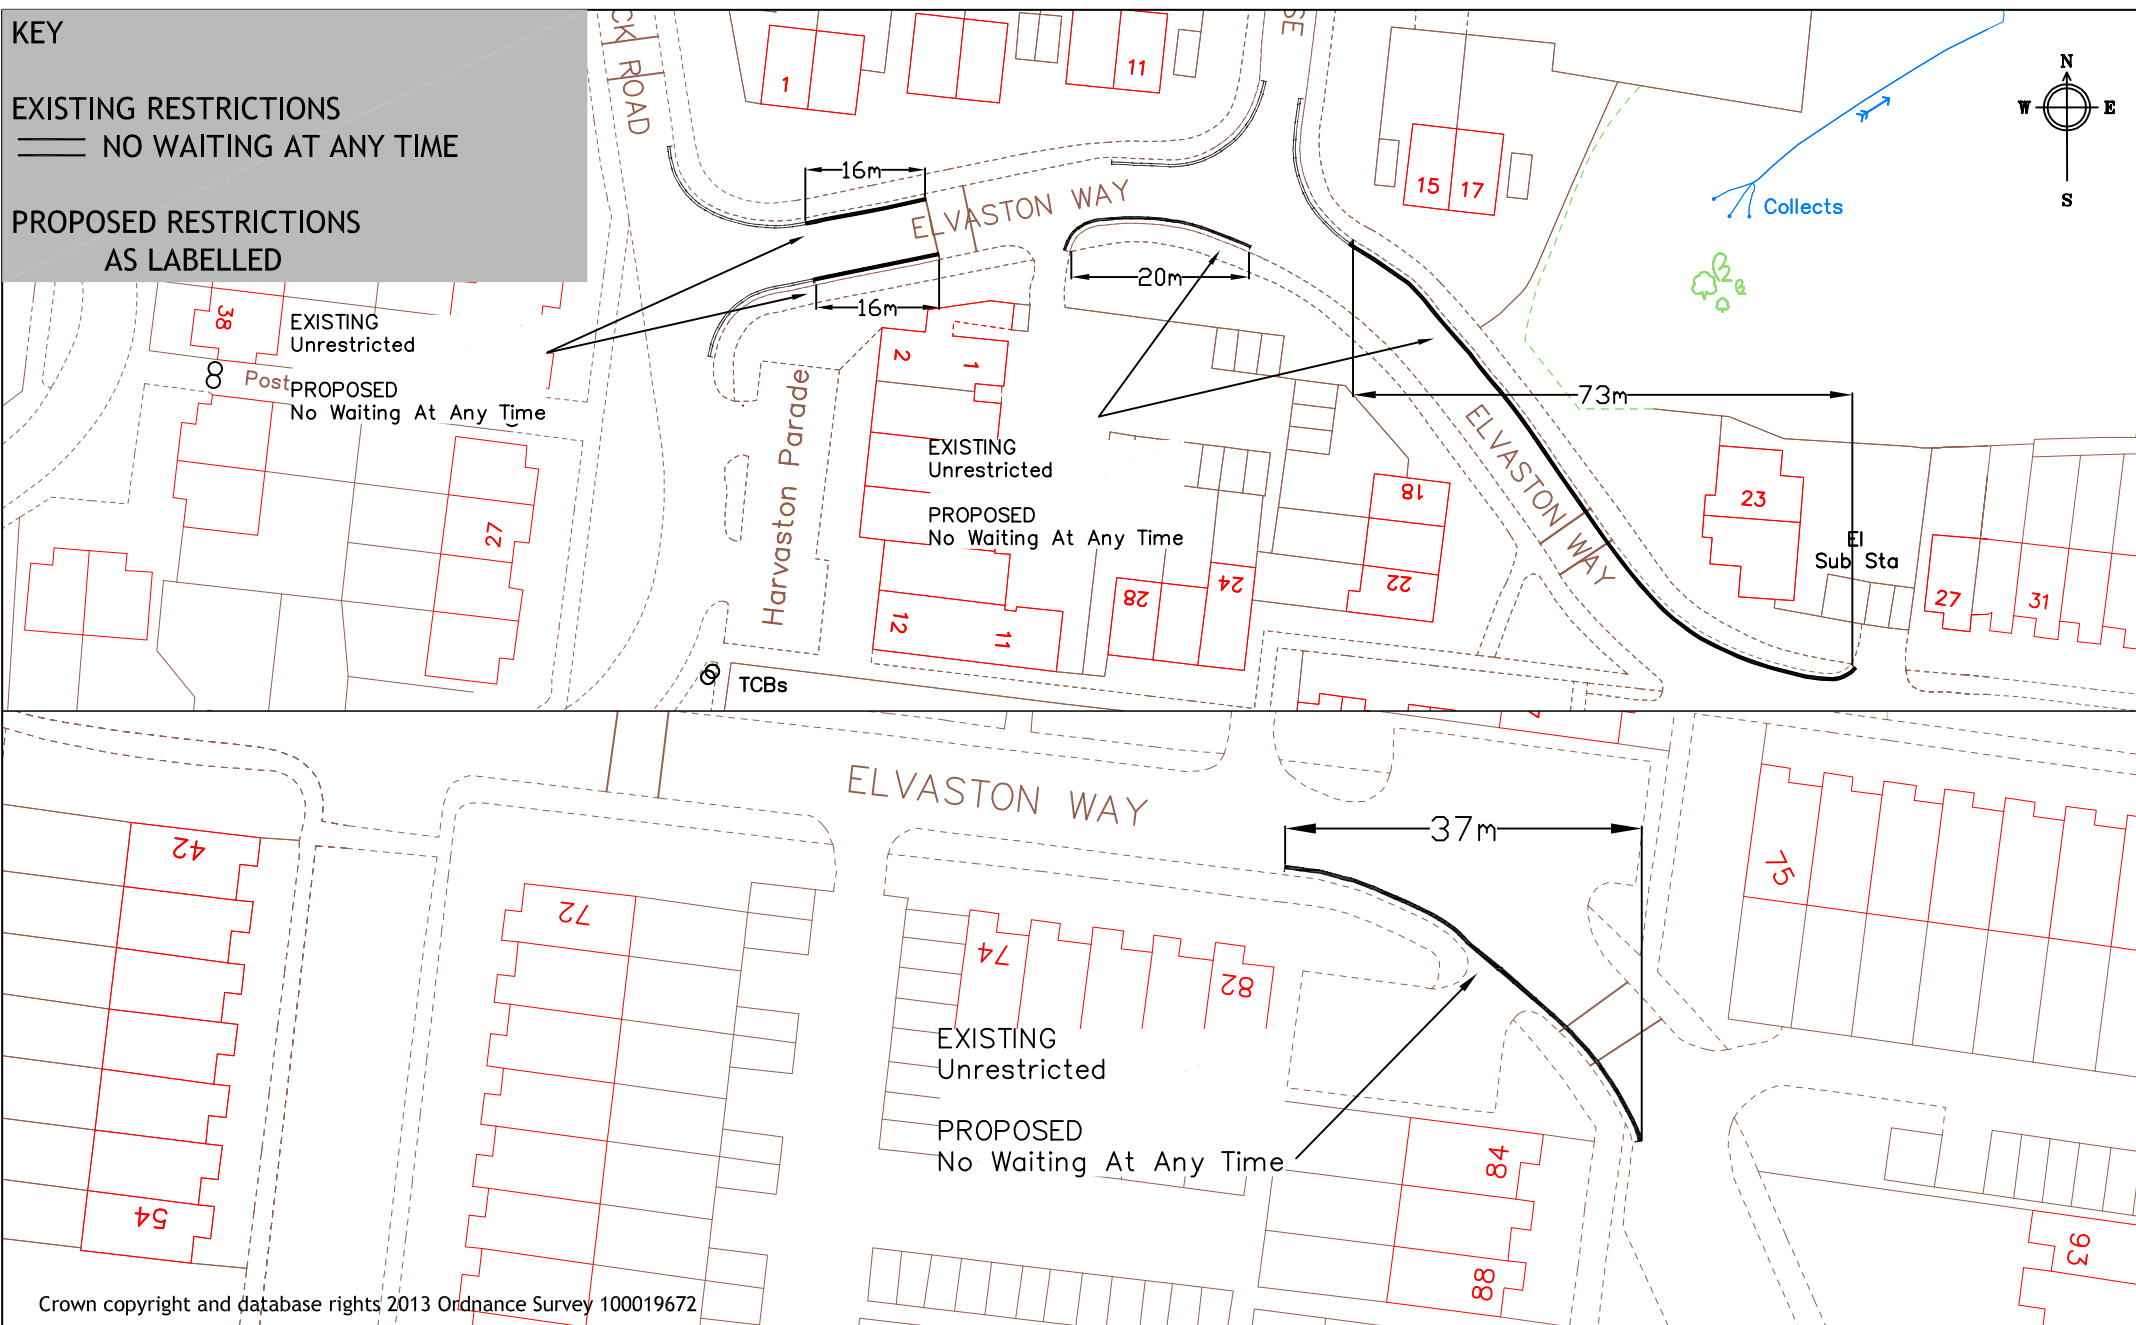 KEY
EXISTING RESTRICTIONS
NO WAITING AT ANY TIME
PROPOSED RESTRICTIONS
AS LABELLED
CK ROAD
SE
1
11
15
17
N
W
E
S
Collects
16m
ELVASTON WAY
20m
16m
38
EXISTING
Unrestricted
Post
PROPOSED
No Waiting At Any Time
2
1
Harvaston Parade
73m
ELVASTON WAY
EXISTING
Unrestricted
PROPOSED
No Waiting At Any Time
18
22
23
El
Sub Sta
27
31
27
28
24
12
11
TCBs
ELVASTON WAY
37m
42
72
74
82
75
EXISTING
Unrestricted
PROPOSED
No Waiting At Any Time
84
54
88
93
Crown copyright and database rights 2013 Ordnance Survey 100019672